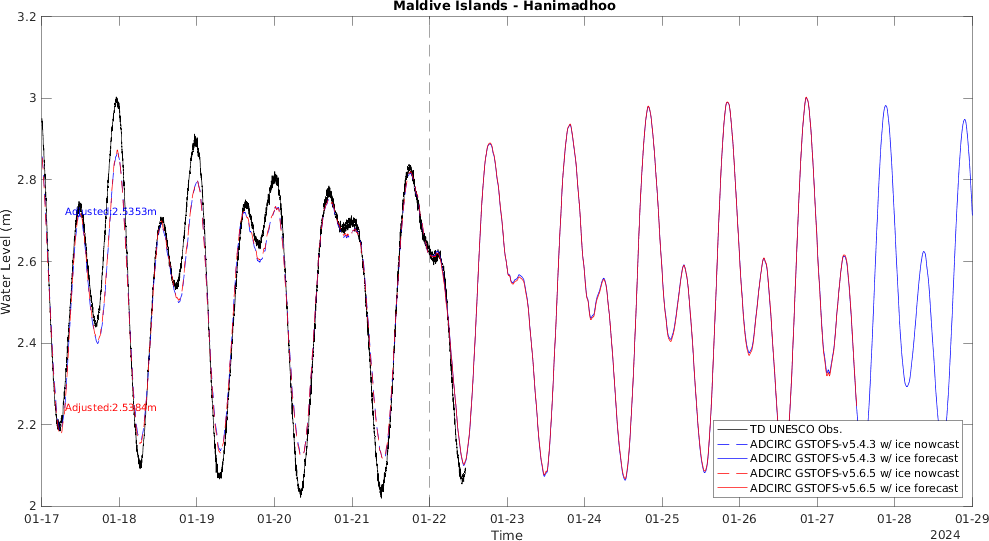 Maldive Islands - Hanimadhoo
3.2
3
2.8
2.6
2.4
2.2
2
Water Level (m)
Adjusted:2.5353m
Adjusted:2.5384m
TD UNESCO Obs.
ADCIRC GSTOFS-v5.4.3 w/ ice nowcast
ADCIRC GSTOFS-v5.4.3 w/ ice forecast
ADCIRC GSTOFS-v5.6.5 w/ ice nowcast
ADCIRC GSTOFS-v5.6.5 w/ ice forecast
01-17 01-18 01-19 01-20 01-21 01-22 01-23 01-24 01-25 01-26 01-27 01-28 01-29
Time
2024